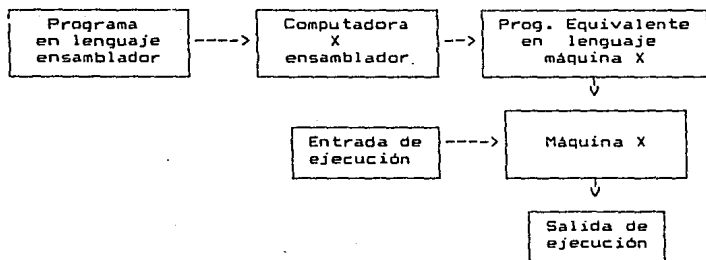 Programa
en lenguaje
ensamblador
Computadora
X
ensamblador.
Prog. Equivalente
en lenguaje
máquina X
Entrada de
ejecución
Máquina X
Salida de
ejecución